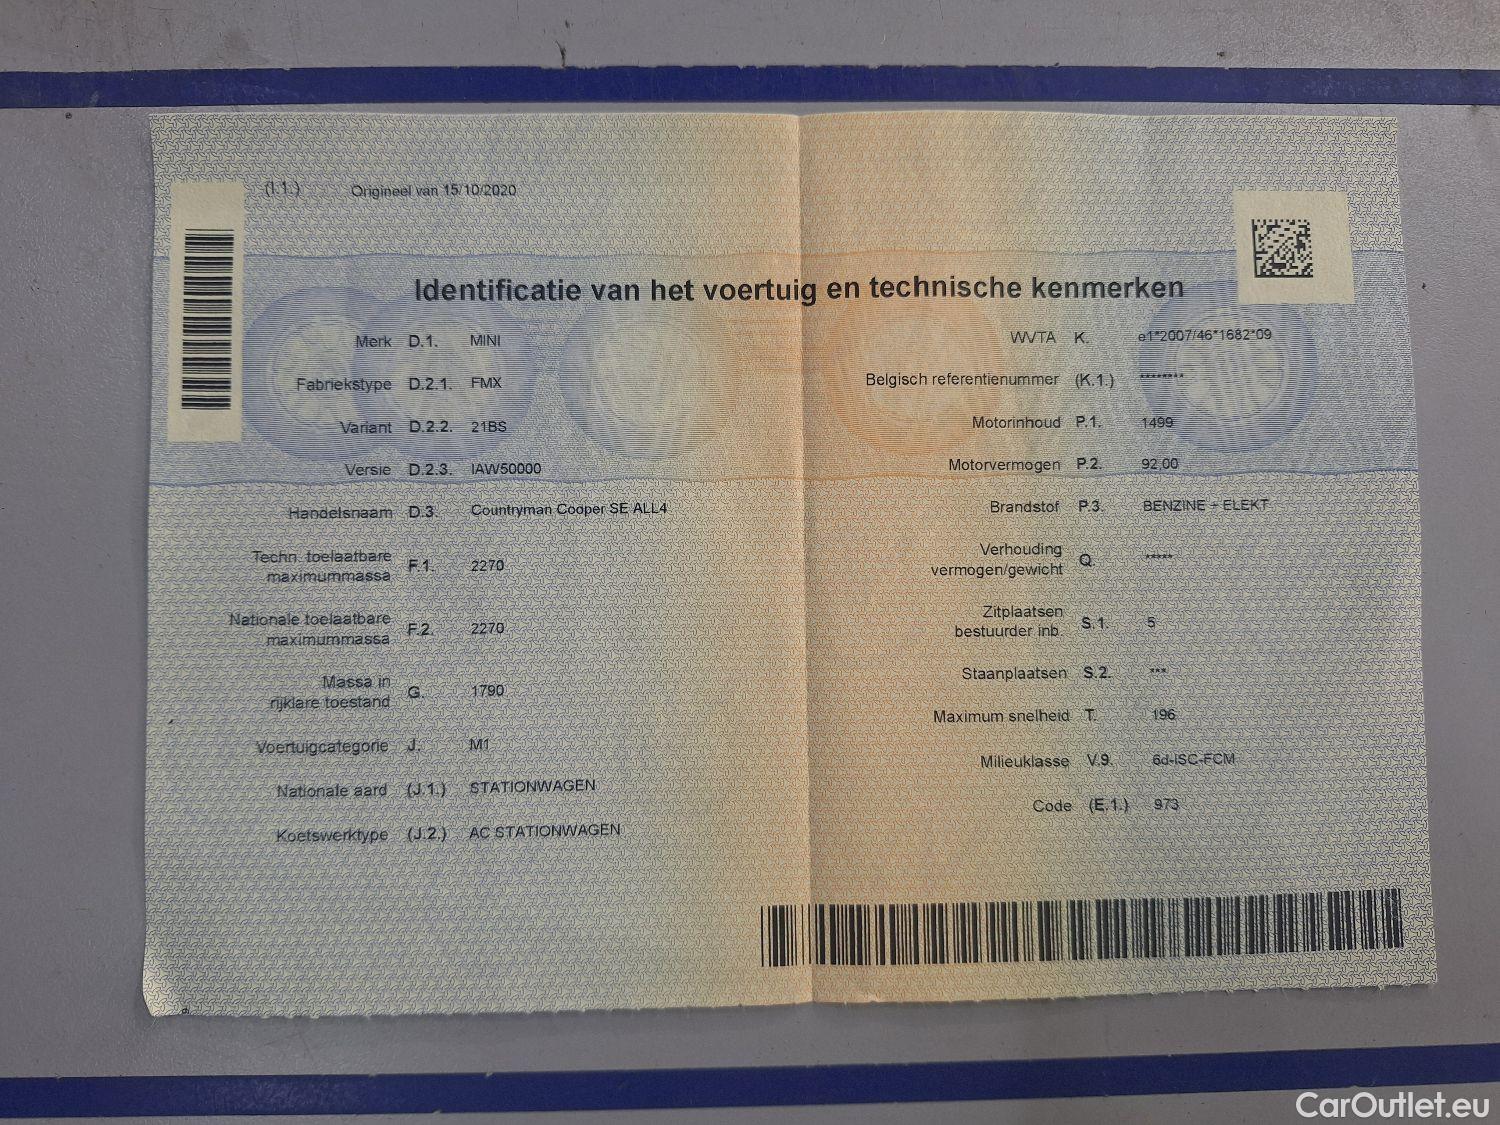 (I.1.) Origineel van 15/10/2020
Identificatie van het voertuig en technische kenmerken
Merk D.1. MINI
Fabriekstype D.2.1. FMX
Variant D.2.2. 21BS
Versie D.2.3. IAW50000
Handelsnaam D.3. Countryman Cooper SE ALL4
Techn. toelaatbare
maximummassa F.1. 2270
Nationale toelaatbare
maximummassa F.2. 2270
Massa in
rijklare toestand G. 1790
Voertuigcategorie J. M1
Nationale aard (J.1.) STATIONWAGEN
Koetswerktype (J.2.) AC STATIONWAGEN
WVTA K. e1*2007/46*1682*09
Belgisch referentienummer (K.1.) ********
Motorinhoud P.1. 1499
Motorvermogen P.2. 92,00
Brandstof P.3. BENZINE + ELEKT
Verhouding
vermogen/gewicht Q. *****
Zitplaatsen
bestuurder inb. S.1. 5
Staanplaatsen S.2. ***
Maximum snelheid T. 196
Milieuklasse V.9. 6d-ISC-FCM
Code (E.1.) 973
CarOutlet.eu